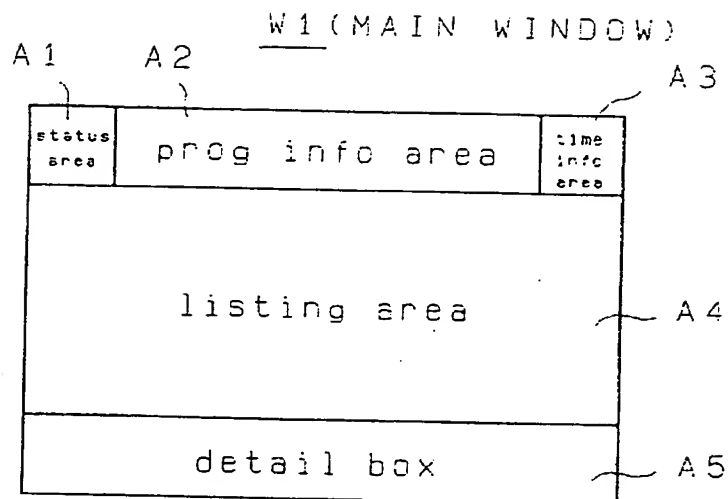 W1(MAIN WINDOW)
A1
A2
A3
status
area
prog info area
time
info
area
listing area
A4
detail box
A5